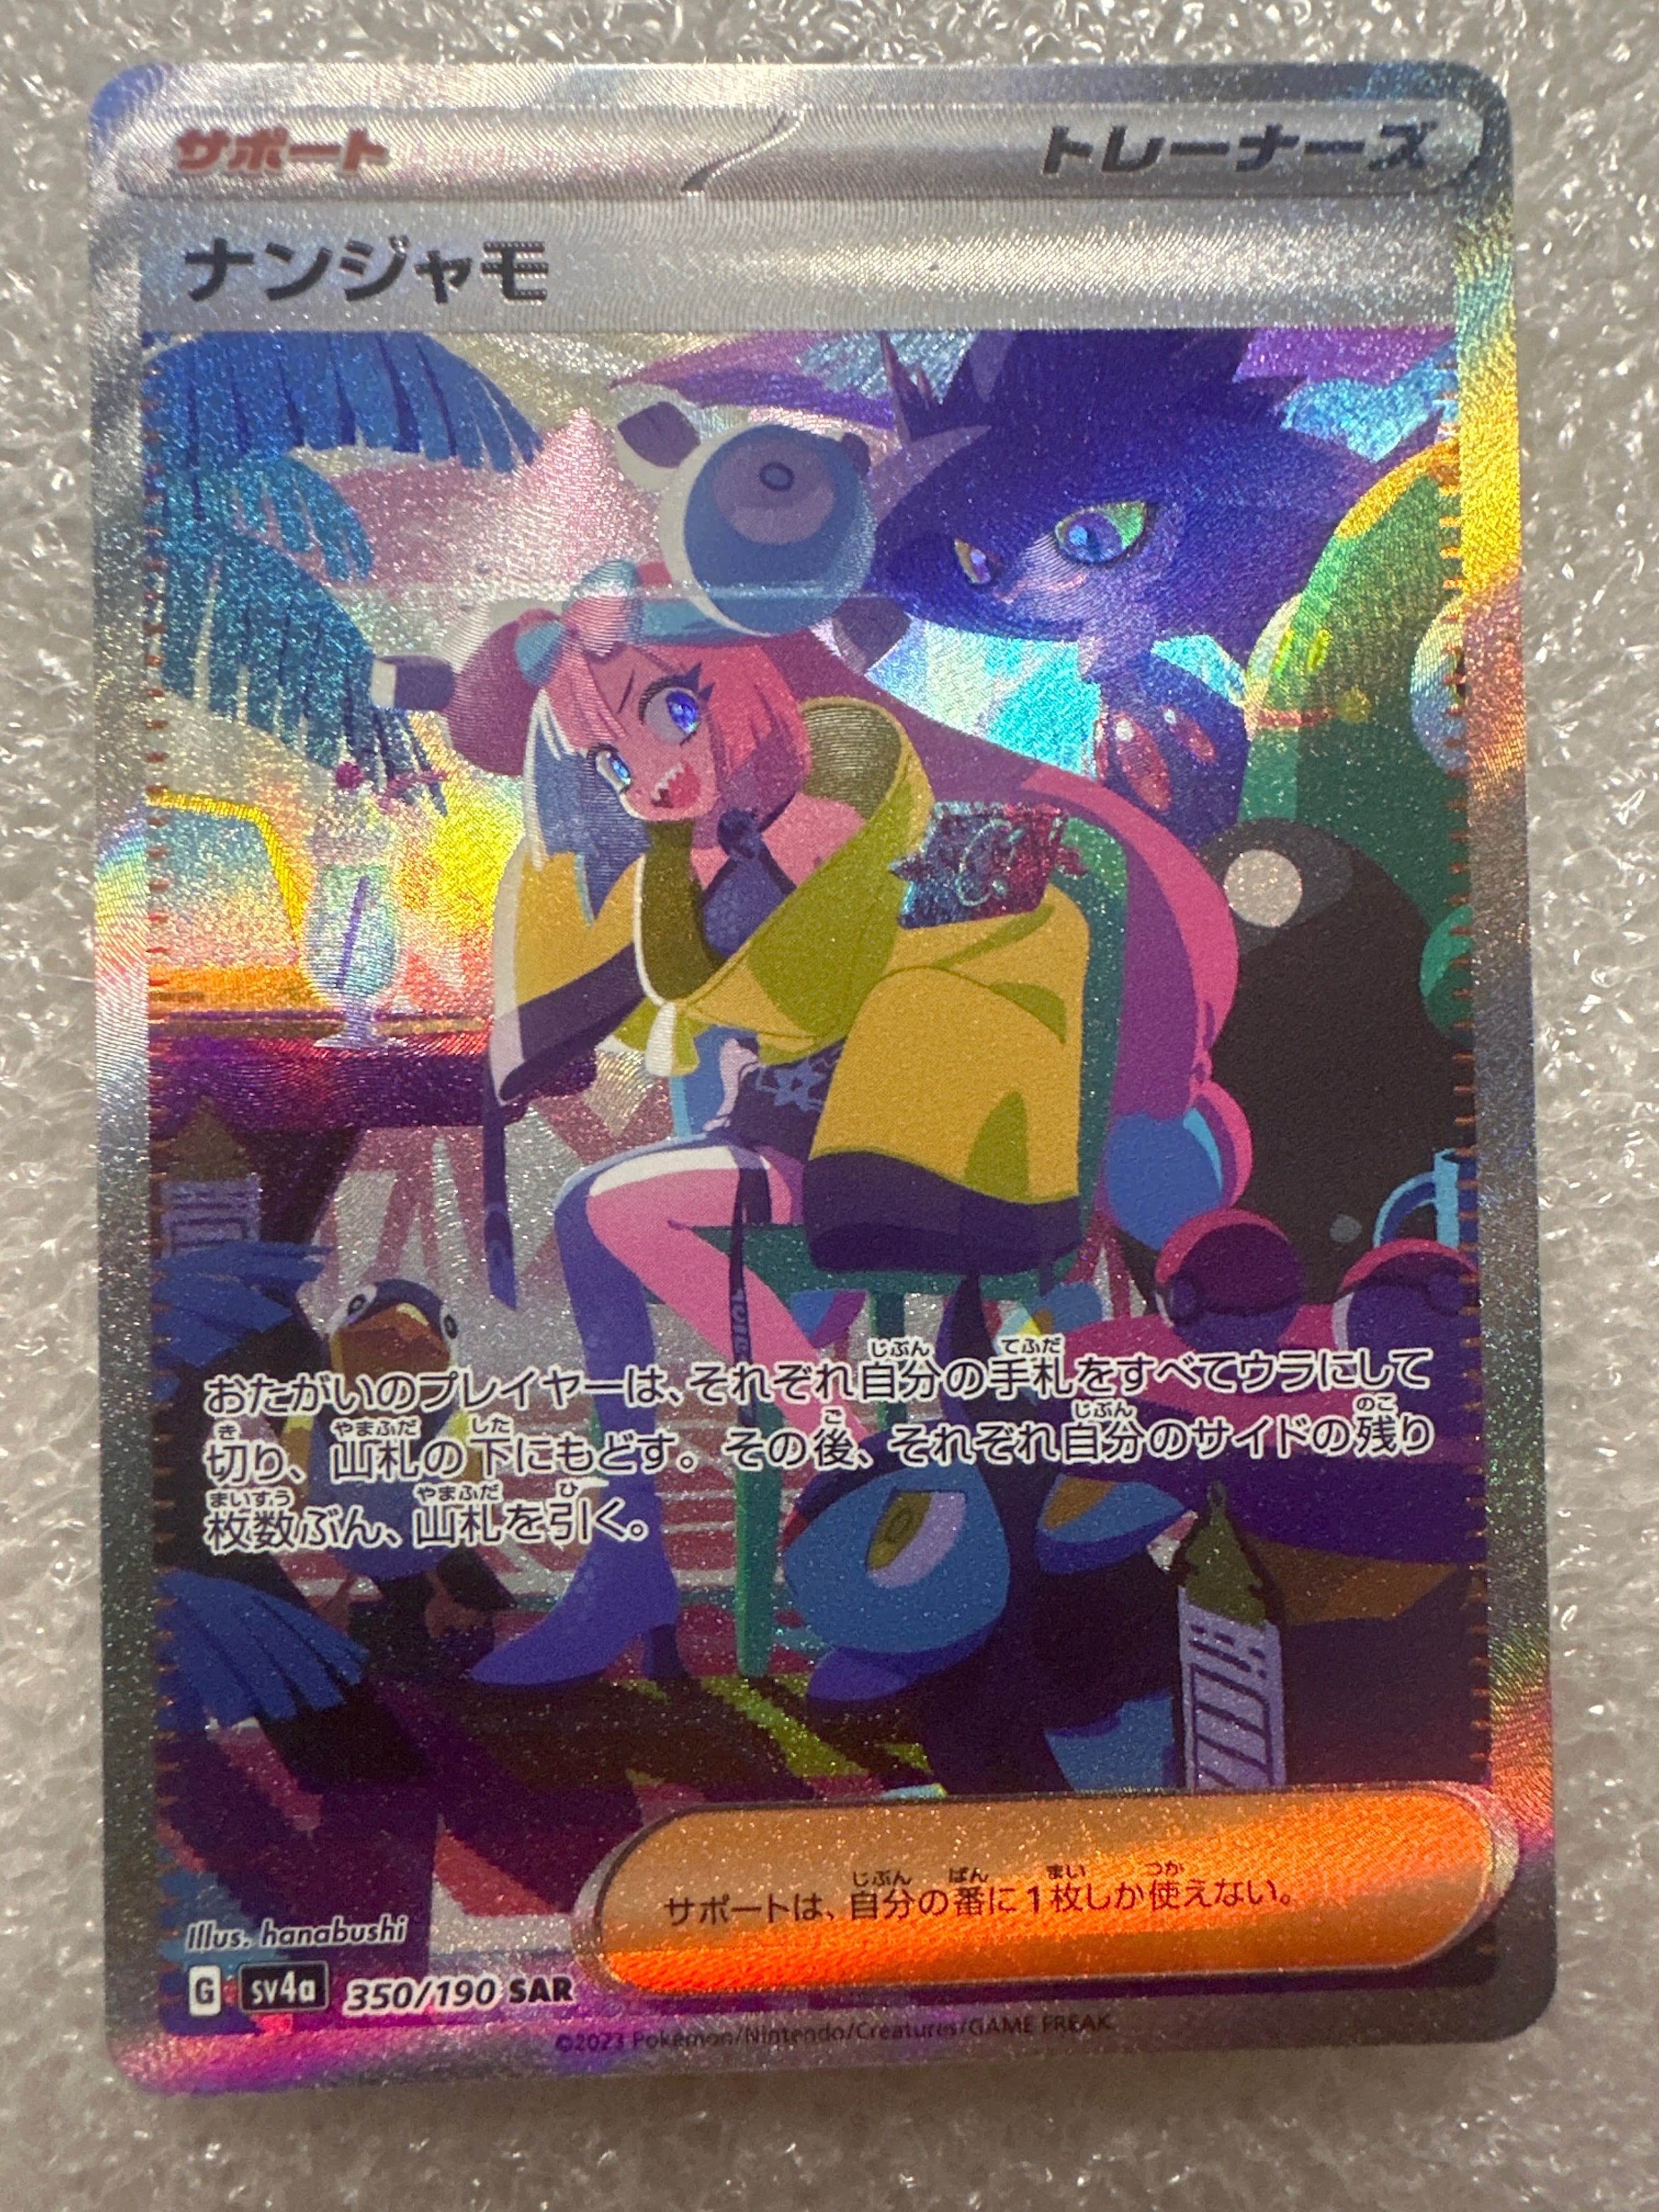 サポート
トレーナーズ
ナンジャモ
おたがいのプレイヤーは、それぞれ自分の手札をすべてウラにして
切り、山札の下にもどす。その後、それぞれ自分のサイドの残り
枚数ぶん、山札を引く。
サポートは、自分の番に1枚しか使えない。
Illus. hanabushi
G sv4a 350/190 SAR
©2023 Pokémon/Nintendo/Creatures/GAME FREAK